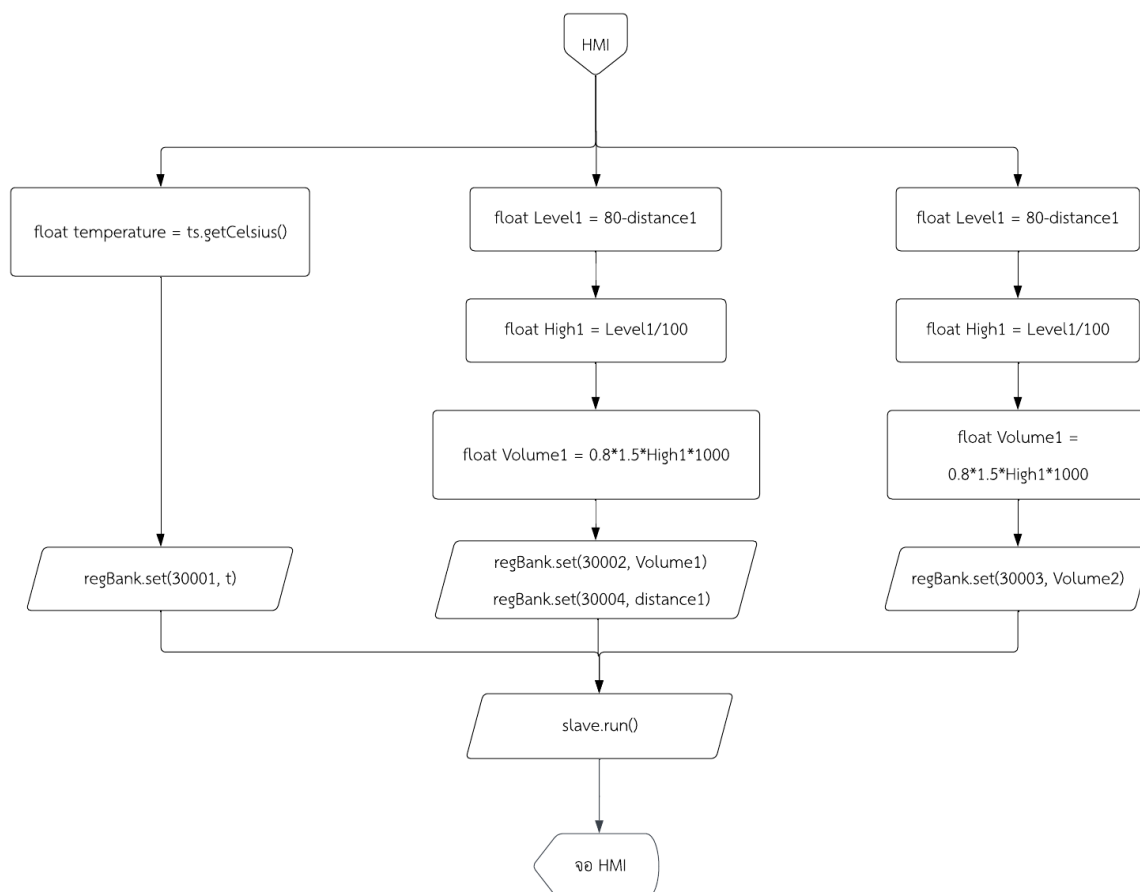 HMI
float temperature = ts.getCelsius()
float Level1 = 80-distance1
float Level1 = 80-distance1
float High1 = Level1/100
float High1 = Level1/100
float Volume1 = 0.8*1.5*High1*1000
float Volume1 =
0.8*1.5*High1*1000
regBank.set(30001, t)
regBank.set(30002, Volume1)
regBank.set(30004, distance1)
regBank.set(30003, Volume2)
slave.run()
จอ HMI